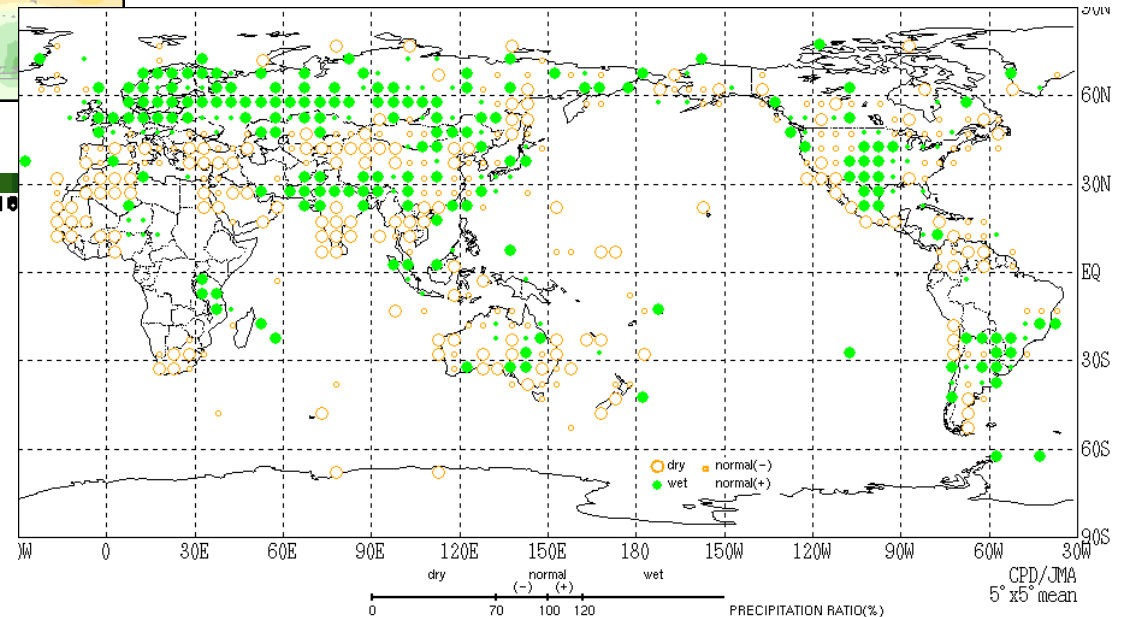 90N
60N
30N
EQ
30S
60S
90S
dry normal(-)
wet normal(+)
0 30E 60E 90E 120E 150E 180 150W 120W 90W 60W 30W
dry normal wet
(-) (+)
0 70 100 120 PRECIPITATION RATIO(%)
CPD/JMA
5°x5°mean